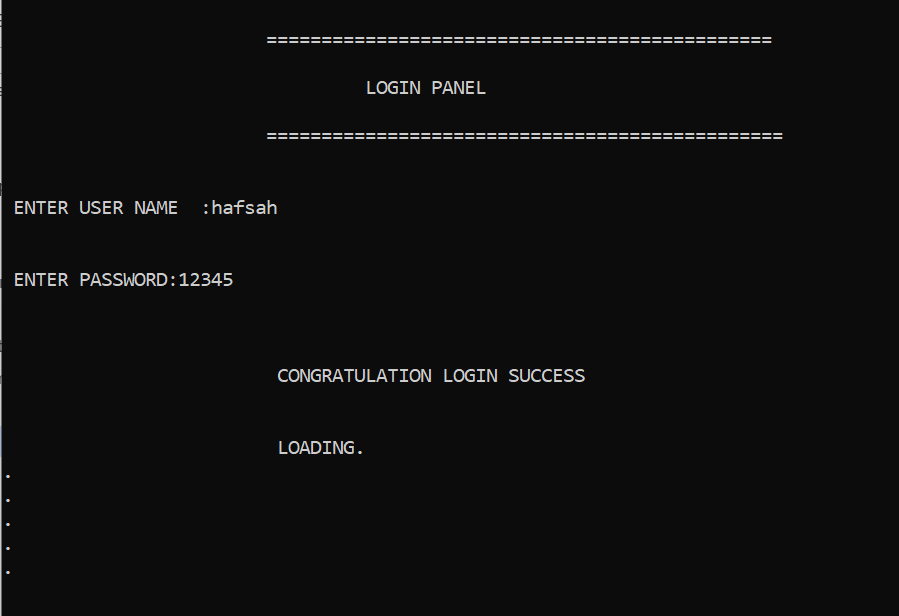 ==============================================
LOGIN PANEL
===============================================
ENTER USER NAME  :hafsah
ENTER PASSWORD:12345
CONGRATULATION LOGIN SUCCESS
LOADING.
.
.
.
.
.